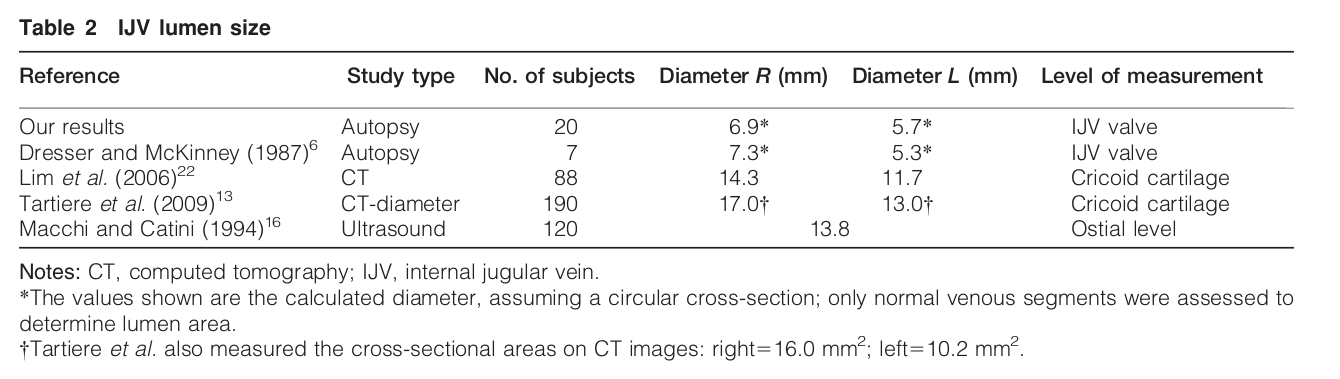 Table 2 IJV lumen size
Reference Study type No. of subjects Diameter R (mm) Diameter L (mm) Level of measurement
Our results Autopsy 20 6.9* 5.7* IJV valve
Dresser and McKinney (1987)⁶ Autopsy 7 7.3* 5.3* IJV valve
Lim et al. (2006)²² CT 88 14.3 11.7 Cricoid cartilage
Tartiere et al. (2009)¹³ CT-diameter 190 17.0† 13.0† Cricoid cartilage
Macchi and Catini (1994)¹⁶ Ultrasound 120 13.8 Ostial level
Notes: CT, computed tomography; IJV, internal jugular vein.
*The values shown are the calculated diameter, assuming a circular cross-section; only normal venous segments were assessed to
determine lumen area.
†Tartiere et al. also measured the cross-sectional areas on CT images: right=16.0 mm²; left=10.2 mm².